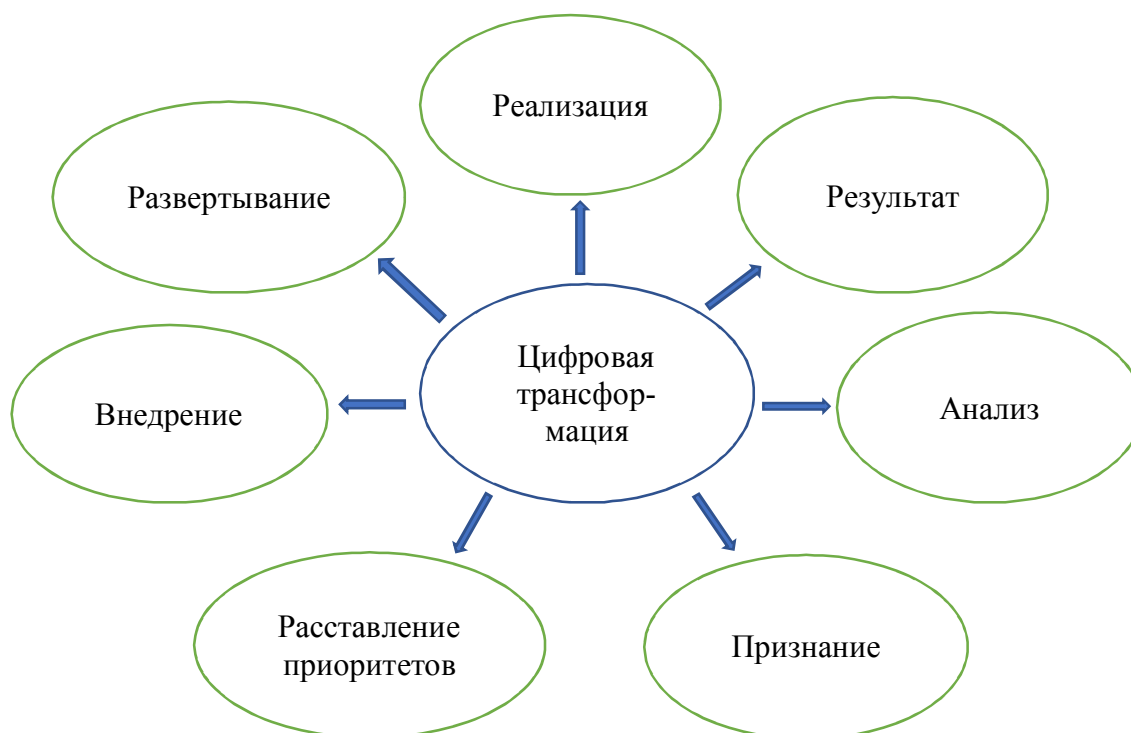 Реализация
Развертывание
Результат
Цифровая
трансфор-
мация
Внедрение
Анализ
Расставление
приоритетов
Признание